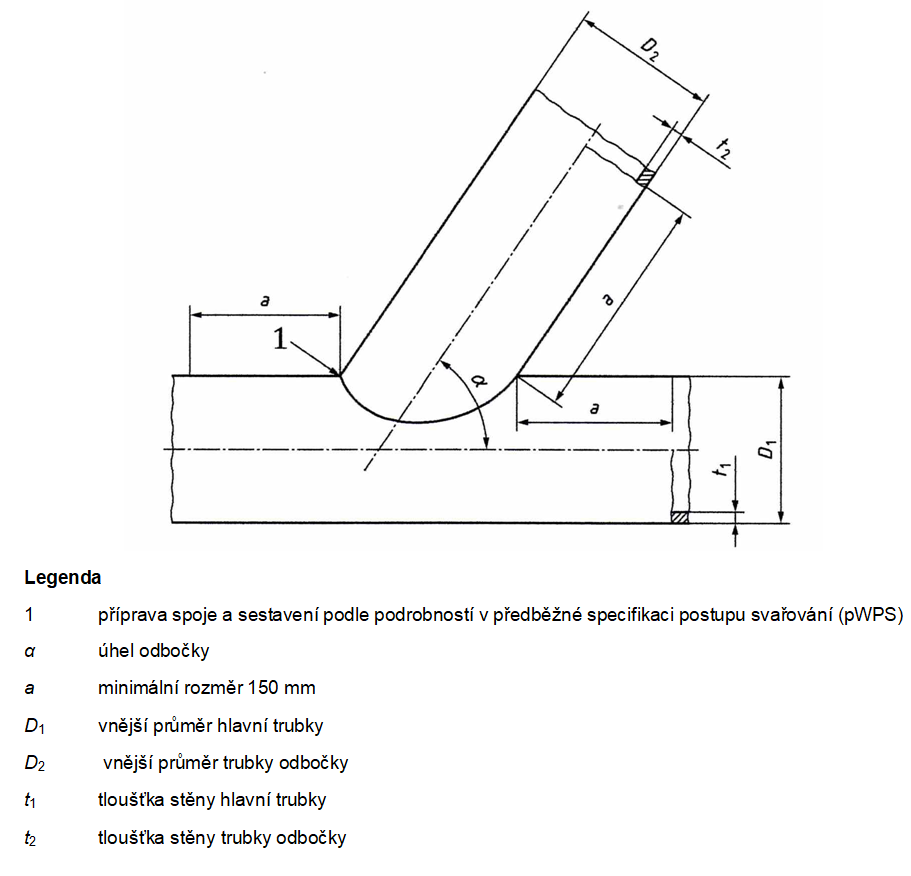 D2
t2
a
a
1
α
a
D1
t1
Legenda
1 příprava spoje a sestavení podle podrobností v předběžné specifikaci postupu svařování (pWPS)
α úhel odbočky
a minimální rozměr 150 mm
D1 vnější průměr hlavní trubky
D2 vnější průměr trubky odbočky
t1 tloušťka stěny hlavní trubky
t2 tloušťka stěny trubky odbočky